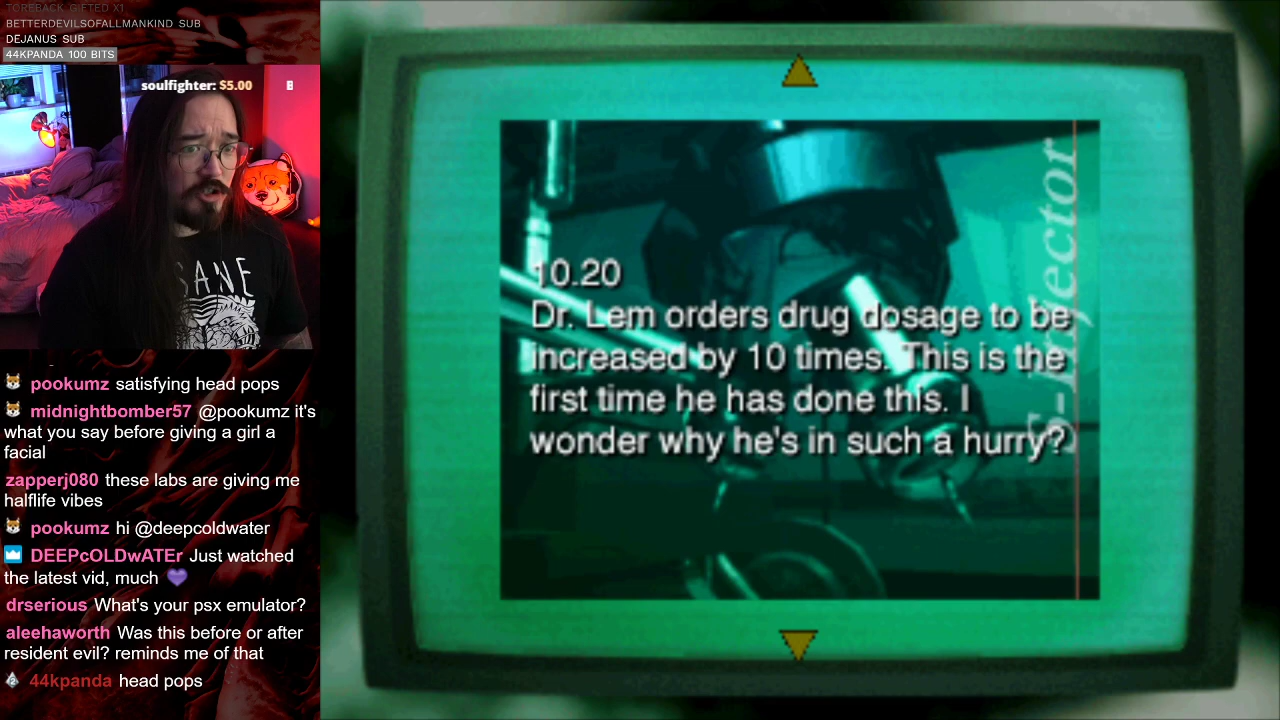 TOREBACK GIFTED X1
BETTERDEVILSOFALLMANKIND SUB
DEJANUS SUB
44KPANDA 100 BITS
soulfighter: $5.00
SANE
pookumz satisfying head pops
midnightbomber57 @pookumz it's
what you say before giving a girl a
facial
zapperj080 these labs are giving me
halflife vibes
pookumz hi @deepcoldwater
DEEPcOLDwATEr Just watched
the latest vid, much
drserious What's your psx emulator?
aleehaworth Was this before or after
resident evil? reminds me of that
44kpanda head pops
10.20
Dr. Lem orders drug dosage to be
increased by 10 times. This is the
first time he has done this. I
wonder why he's in such a hurry?